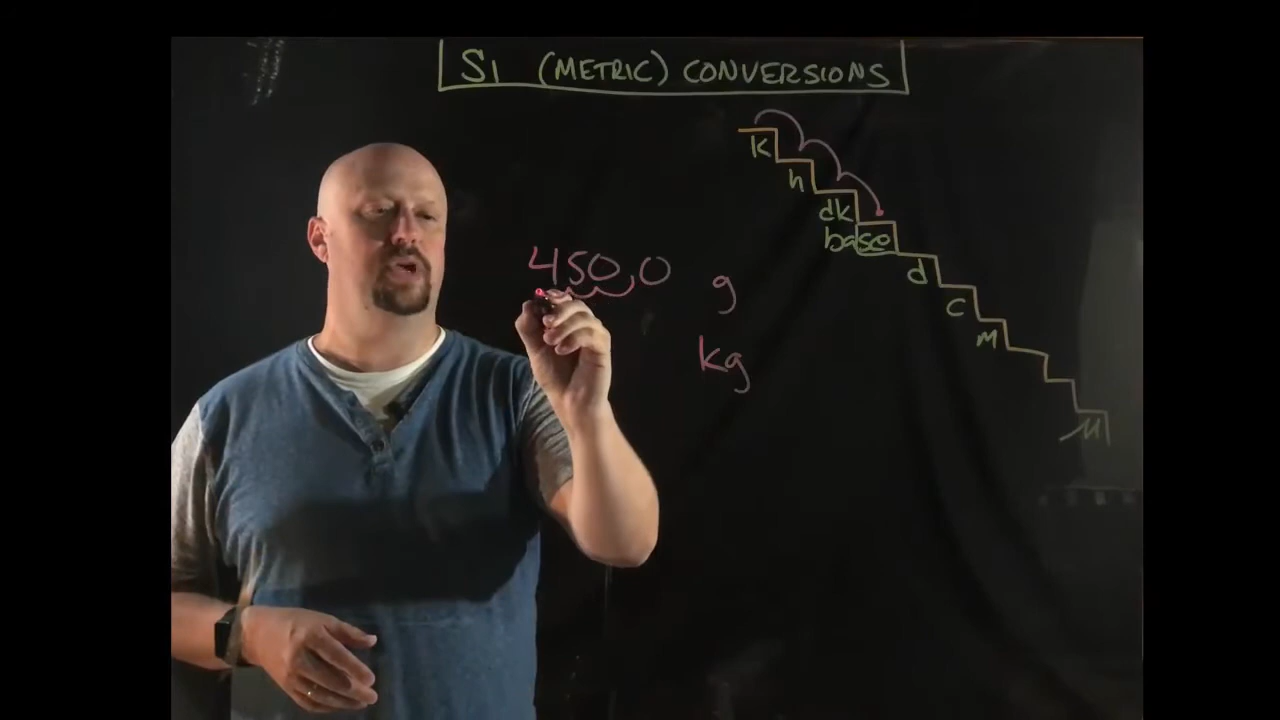 SI (METRIC) CONVERSIONS
k
h
dk
base
d
c
m
μ
450.0 g
kg